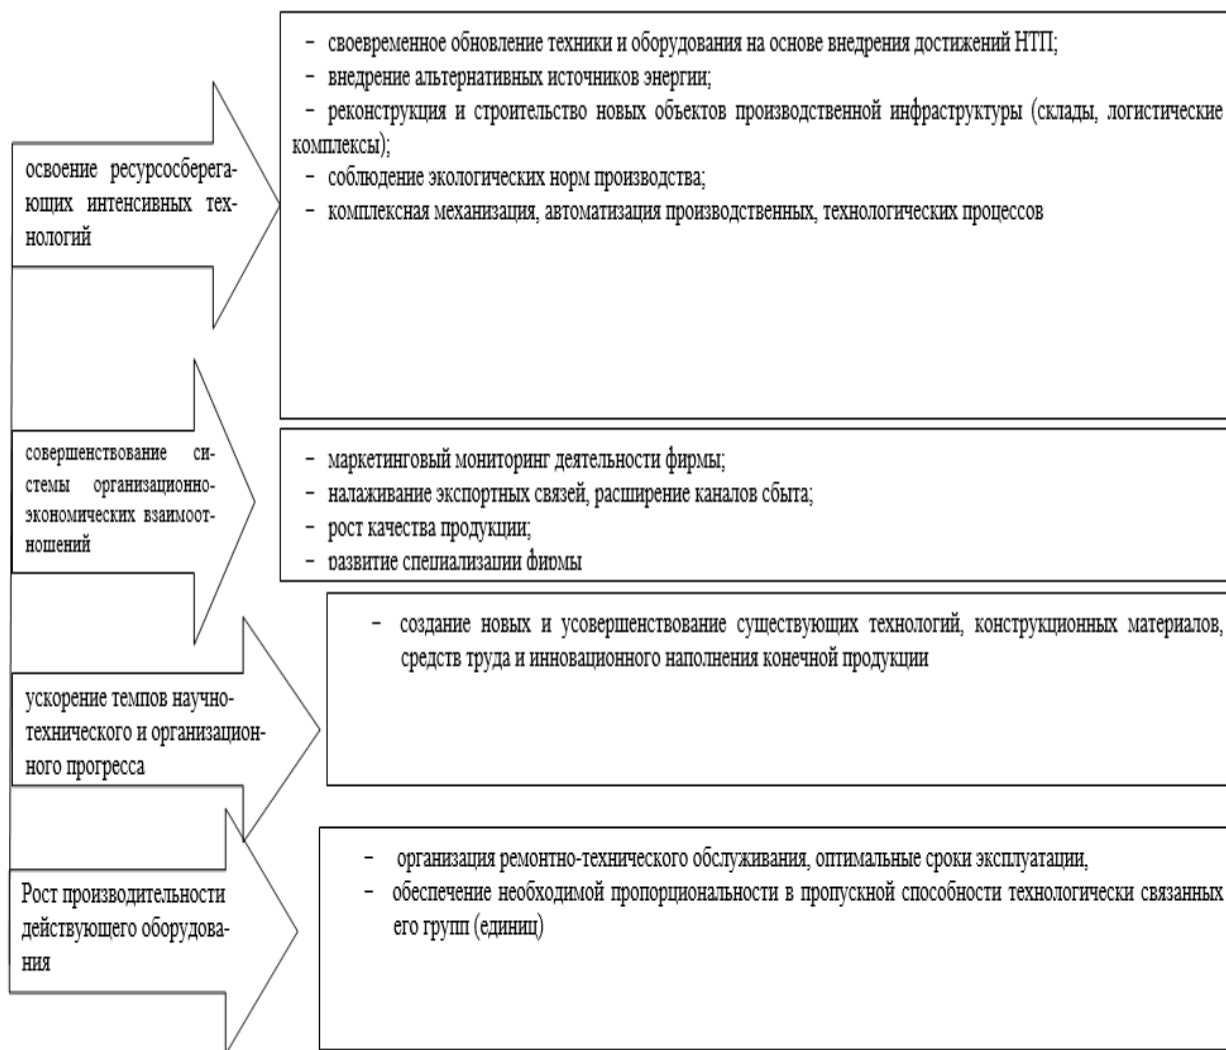 освоение ресурсосберега-
ющих интенсивных тех-
нологий
– своевременное обновление техники и оборудования на основе внедрения достижений НТП;
– внедрение альтернативных источников энергии;
– реконструкция и строительство новых объектов производственной инфраструктуры (склады, логистические
комплексы);
– соблюдение экологических норм производства;
– комплексная механизация, автоматизация производственных, технологических процессов
совершенствование си-
стемы организационно-
экономических взаимоот-
ношений
– маркетинговый мониторинг деятельности фирмы;
– налаживание экспортных связей, расширение каналов сбыта;
– рост качества продукции;
– развитие специализации фирмы
ускорение темпов научно-
технического и организацион-
ного прогресса
– создание новых и усовершенствование существующих технологий, конструкционных материалов,
средств труда и инновационного наполнения конечной продукции
Рост производительности
действующего оборудова-
ния
– организация ремонтно-технического обслуживания, оптимальные сроки эксплуатации,
– обеспечение необходимой пропорциональности в пропускной способности технологически связанных
его групп (единиц)